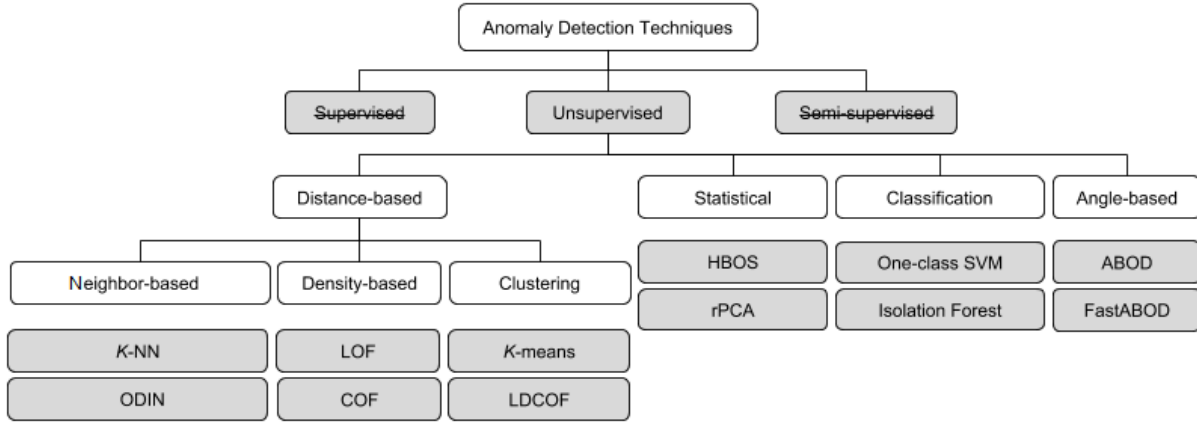 Anomaly Detection Techniques
Supervised
Unsupervised
Semi-supervised
Distance-based
Statistical
Classification
Angle-based
Neighbor-based
Density-based
Clustering
HBOS
One-class SVM
ABOD
rPCA
Isolation Forest
FastABOD
K-NN
LOF
K-means
ODIN
COF
LDCOF